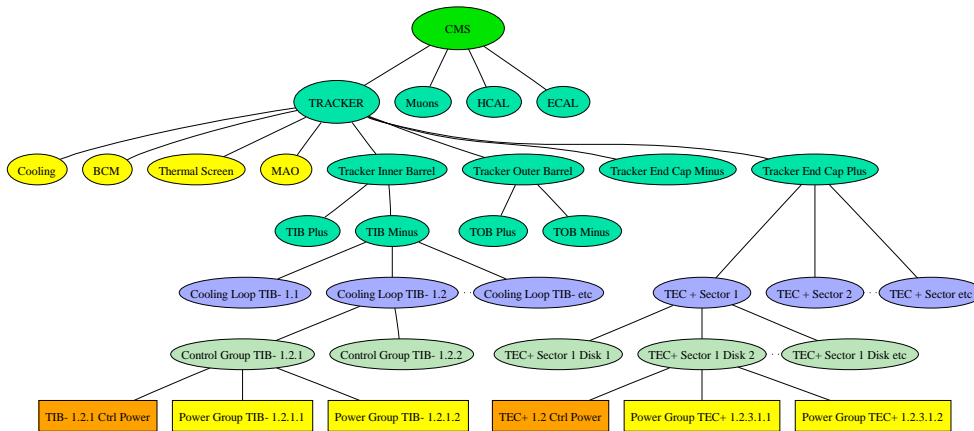 CMS
TRACKER
Muons
HCAL
ECAL
Cooling
BCM
Thermal Screen
MAO
Tracker Inner Barrel
Tracker Outer Barrel
Tracker End Cap Minus
Tracker End Cap Plus
TIB Plus
TIB Minus
TOB Plus
TOB Minus
Cooling Loop TIB- 1.1
Cooling Loop TIB- 1.2
Cooling Loop TIB- etc
TEC + Sector 1
TEC + Sector 2
TEC + Sector etc
Control Group TIB- 1.2.1
Control Group TIB- 1.2.2
TEC+ Sector 1 Disk 1
TEC+ Sector 1 Disk 2
TEC+ Sector 1 Disk etc
TIB- 1.2.1 Ctrl Power
Power Group TIB- 1.2.1.1
Power Group TIB- 1.2.1.2
TEC+ 1.2 Ctrl Power
Power Group TEC+ 1.2.3.1.1
Power Group TEC+ 1.2.3.1.2